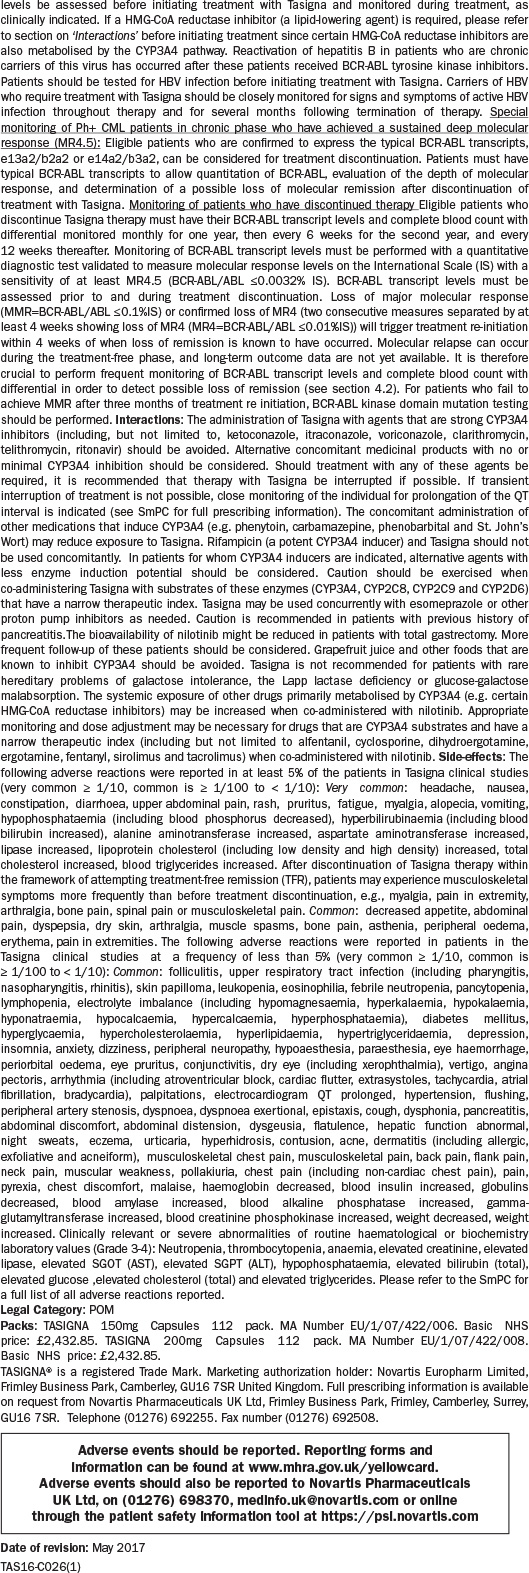 levels be assessed before initiating treatment with Tasigna and monitored during treatment, as
clinically indicated. If a HMG-CoA reductase inhibitor (a lipid-lowering agent) is required, please refer
to section on 'Interactions' before initiating treatment since certain HMG-CoA reductase inhibitors are
also metabolised by the CYP3A4 pathway. Reactivation of hepatitis B in patients who are chronic
carriers of this virus has occurred after these patients received BCR-ABL tyrosine kinase inhibitors.
Patients should be tested for HBV infection before initiating treatment with Tasigna. Carriers of HBV
who require treatment with Tasigna should be closely monitored for signs and symptoms of active HBV
infection throughout therapy and for several months following termination of therapy. Special
monitoring of Ph+ CML patients in chronic phase who have achieved a sustained deep molecular
response (MR4.5): Eligible patients who are confirmed to express the typical BCR-ABL transcripts,
e13a2/b2a2 or e14a2/b3a2, can be considered for treatment discontinuation. Patients must have
typical BCR-ABL transcripts to allow quantitation of BCR-ABL, evaluation of the depth of molecular
response, and determination of a possible loss of molecular remission after discontinuation of
treatment with Tasigna. Monitoring of patients who have discontinued therapy Eligible patients who
discontinue Tasigna therapy must have their BCR-ABL transcript levels and complete blood count with
differential monitored monthly for one year, then every 6 weeks for the second year, and every
12 weeks thereafter. Monitoring of BCR-ABL transcript levels must be performed with a quantitative
diagnostic test validated to measure molecular response levels on the International Scale (IS) with a
sensitivity of at least MR4.5 (BCR-ABL/ABL ≤0.0032% IS). BCR-ABL transcript levels must be
assessed prior to and during treatment discontinuation. Loss of major molecular response
(MMR=BCR-ABL/ABL ≤0.1%IS) or confirmed loss of MR4 (two consecutive measures separated by at
least 4 weeks showing loss of MR4 (MR4=BCR-ABL/ABL ≤0.01%IS)) will trigger treatment re-initiation
within 4 weeks of when loss of remission is known to have occurred. Molecular relapse can occur
during the treatment-free phase, and long-term outcome data are not yet available. It is therefore
crucial to perform frequent monitoring of BCR-ABL transcript levels and complete blood count with
differential in order to detect possible loss of remission (see section 4.2). For patients who fail to
achieve MMR after three months of treatment re initiation, BCR-ABL kinase domain mutation testing
should be performed. Interactions: The administration of Tasigna with agents that are strong CYP3A4
inhibitors (including, but not limited to, ketoconazole, itraconazole, voriconazole, clarithromycin,
telithromycin, ritonavir) should be avoided. Alternative concomitant medicinal products with no or
minimal CYP3A4 inhibition should be considered. Should treatment with any of these agents be
required, it is recommended that therapy with Tasigna be interrupted if possible. If transient
interruption of treatment is not possible, close monitoring of the individual for prolongation of the QT
interval is indicated (see SmPC for full prescribing information). The concomitant administration of
other medications that induce CYP3A4 (e.g. phenytoin, carbamazepine, phenobarbital and St. John's
Wort) may reduce exposure to Tasigna. Rifampicin (a potent CYP3A4 inducer) and Tasigna should not
be used concomitantly. In patients for whom CYP3A4 inducers are indicated, alternative agents with
less enzyme induction potential should be considered. Caution should be exercised when
co-administering Tasigna with substrates of these enzymes (CYP3A4, CYP2C8, CYP2C9 and CYP2D6)
that have a narrow therapeutic index. Tasigna may be used concurrently with esomeprazole or other
proton pump inhibitors as needed. Caution is recommended in patients with previous history of
pancreatitis.The bioavailability of nilotinib might be reduced in patients with total gastrectomy. More
frequent follow-up of these patients should be considered. Grapefruit juice and other foods that are
known to inhibit CYP3A4 should be avoided. Tasigna is not recommended for patients with rare
hereditary problems of galactose intolerance, the Lapp lactase deficiency or glucose-galactose
malabsorption. The systemic exposure of other drugs primarily metabolised by CYP3A4 (e.g. certain
HMG-CoA reductase inhibitors) may be increased when co-administered with nilotinib. Appropriate
monitoring and dose adjustment may be necessary for drugs that are CYP3A4 substrates and have a
narrow therapeutic index (including but not limited to alfentanil, cyclosporine, dihydroergotamine,
ergotamine, fentanyl, sirolimus and tacrolimus) when co-administered with nilotinib. Side-effects: The
following adverse reactions were reported in at least 5% of the patients in Tasigna clinical studies
(very common ≥ 1/10, common is ≥ 1/100 to < 1/10): Very common: headache, nausea,
constipation, diarrhoea, upper abdominal pain, rash, pruritus, fatigue, myalgia, alopecia, vomiting,
hypophosphataemia (including blood phosphorus decreased), hyperbilirubinaemia (including blood
bilirubin increased), alanine aminotransferase increased, aspartate aminotransferase increased,
lipase increased, lipoprotein cholesterol (including low density and high density) increased, total
cholesterol increased, blood triglycerides increased. After discontinuation of Tasigna therapy within
the framework of attempting treatment-free remission (TFR), patients may experience musculoskeletal
symptoms more frequently than before treatment discontinuation, e.g., myalgia, pain in extremity,
arthralgia, bone pain, spinal pain or musculoskeletal pain. Common: decreased appetite, abdominal
pain, dyspepsia, dry skin, arthralgia, muscle spasms, bone pain, asthenia, peripheral oedema,
erythema, pain in extremities. The following adverse reactions were reported in patients in the
Tasigna clinical studies at a frequency of less than 5% (very common ≥ 1/10, common is
≥ 1/100 to < 1/10): Common: folliculitis, upper respiratory tract infection (including pharyngitis,
nasopharyngitis, rhinitis), skin papilloma, leukopenia, eosinophilia, febrile neutropenia, pancytopenia,
lymphopenia, electrolyte imbalance (including hypomagnesaemia, hyperkalaemia, hypokalaemia,
hyponatraemia, hypocalcaemia, hypercalcaemia, hyperphosphataemia), diabetes mellitus,
hyperglycaemia, hypercholesterolaemia, hyperlipidaemia, hypertriglyceridaemia, depression,
insomnia, anxiety, dizziness, peripheral neuropathy, hypoaesthesia, paraesthesia, eye haemorrhage,
periorbital oedema, eye pruritus, conjunctivitis, dry eye (including xerophthalmia), vertigo, angina
pectoris, arrhythmia (including atroventricular block, cardiac flutter, extrasystoles, tachycardia, atrial
fibrillation, bradycardia), palpitations, electrocardiogram QT prolonged, hypertension, flushing,
peripheral artery stenosis, dyspnoea, dyspnoea exertional, epistaxis, cough, dysphonia, pancreatitis,
abdominal discomfort, abdominal distension, dysgeusia, flatulence, hepatic function abnormal,
night sweats, eczema, urticaria, hyperhidrosis, contusion, acne, dermatitis (including allergic,
exfoliative and acneiform), musculoskeletal chest pain, musculoskeletal pain, back pain, flank pain,
neck pain, muscular weakness, pollakiuria, chest pain (including non-cardiac chest pain), pain,
pyrexia, chest discomfort, malaise, haemoglobin decreased, blood insulin increased, globulins
decreased, blood amylase increased, blood alkaline phosphatase increased, gamma-
glutamyltransferase increased, blood creatinine phosphokinase increased, weight decreased, weight
increased. Clinically relevant or severe abnormalities of routine haematological or biochemistry
laboratory values (Grade 3-4): Neutropenia, thrombocytopenia, anaemia, elevated creatinine, elevated
lipase, elevated SGOT (AST), elevated SGPT (ALT), hypophosphataemia, elevated bilirubin (total),
elevated glucose ,elevated cholesterol (total) and elevated triglycerides. Please refer to the SmPC for
a full list of all adverse reactions reported.
Legal Category: POM
Packs: TASIGNA 150mg Capsules 112 pack. MA Number EU/1/07/422/006. Basic NHS
price: £2,432.85. TASIGNA 200mg Capsules 112 pack. MA Number EU/1/07/422/008.
Basic NHS price: £2,432.85.
TASIGNA® is a registered Trade Mark. Marketing authorization holder: Novartis Europharm Limited,
Frimley Business Park, Camberley, GU16 7SR United Kingdom. Full prescribing information is available
on request from Novartis Pharmaceuticals UK Ltd, Frimley Business Park, Frimley, Camberley, Surrey,
GU16 7SR. Telephone (01276) 692255. Fax number (01276) 692508.
Adverse events should be reported. Reporting forms and
information can be found at www.mhra.gov.uk/yellowcard.
Adverse events should also be reported to Novartis Pharmaceuticals
UK Ltd, on (01276) 698370, medinfo.uk@novartis.com or online
through the patient safety information tool at https://psi.novartis.com
Date of revision: May 2017
TAS16-C026(1)